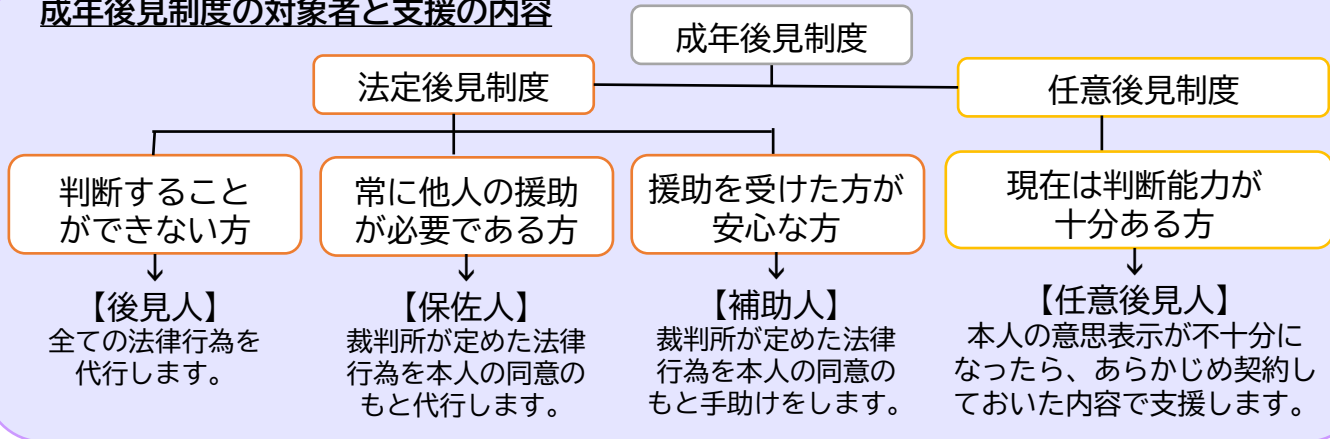 成年後見制度の対象者と支援の内容
成年後見制度
法定後見制度
任意後見制度
判断すること
ができない方
↓
【後見人】
全ての法律行為を
代行します。
常に他人の援助
が必要である方
↓
【保佐人】
裁判所が定めた法律
行為を本人の同意の
もと代行します。
援助を受けた方が
安心な方
↓
【補助人】
裁判所が定めた法律
行為を本人の同意の
もと手助けをします。
現在は判断能力が
十分ある方
↓
【任意後見人】
本人の意思表示が不十分に
なったら、あらかじめ契約し
ておいた内容で支援します。